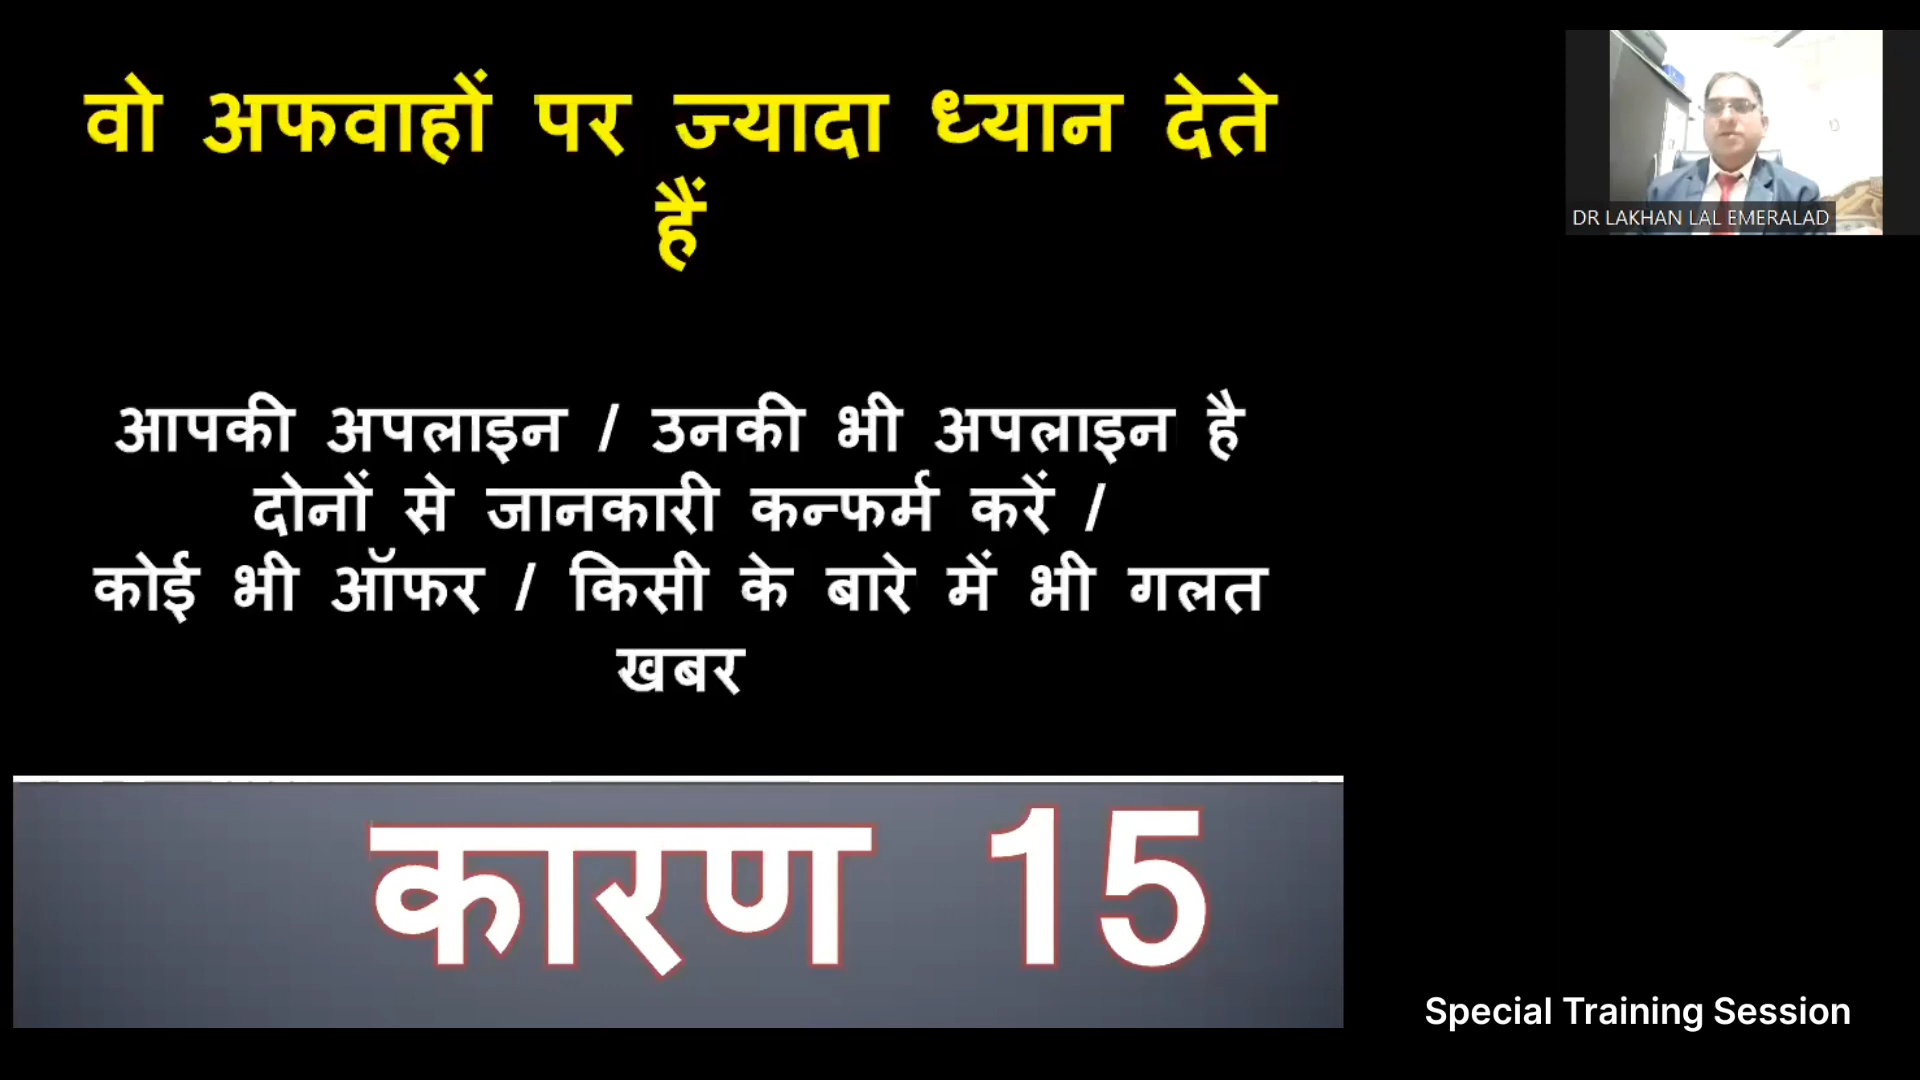 वो अफवाहों पर ज्यादा ध्यान देते
हैं
DR LAKHAN LAL EMERALAD
आपकी अपलाइन / उनकी भी अपलाइन है
दोनों से जानकारी कन्फर्म करें /
कोई भी ऑफर / किसी के बारे में भी गलत
खबर
कारण 15
Special Training Session